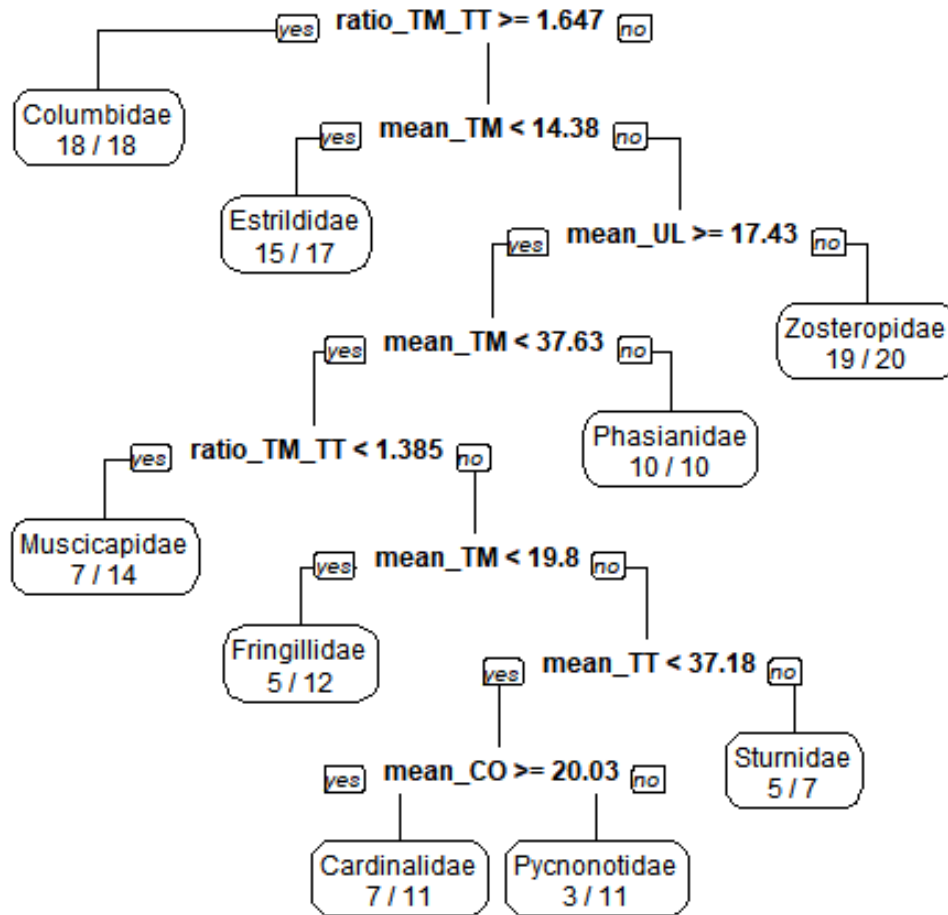 yes ratio_TM_TT >= 1.647 no
Columbidae
18 / 18
yes mean_TM < 14.38 no
Estrildidae
15 / 17
yes mean_UL >= 17.43 no
Zosteropidae
19 / 20
yes mean_TM < 37.63 no
Phasianidae
10 / 10
yes ratio_TM_TT < 1.385 no
Muscicapidae
7 / 14
yes mean_TM < 19.8 no
Fringillidae
5 / 12
yes mean_TT < 37.18 no
Sturnidae
5 / 7
yes mean_CO >= 20.03 no
Cardinalidae
7 / 11
Pycnonotidae
3 / 11